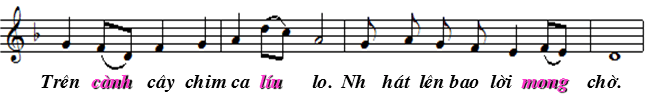 Trên cành cây chim ca líu lo. Nh hát lên bao lời mong chờ.